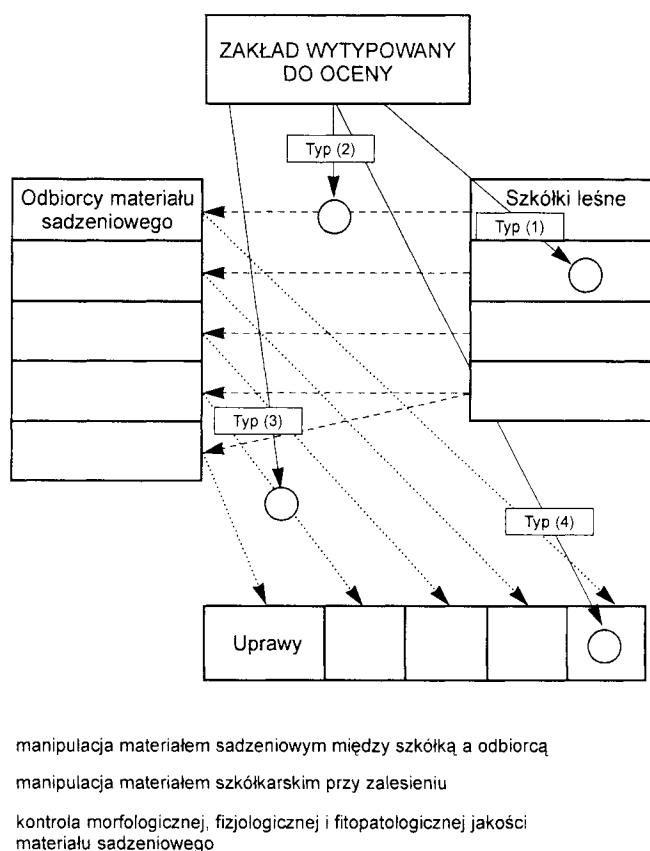 ZAKŁAD WYTYPOWANY
DO OCENY
Typ (2)
Odbiorcy materiału
sadzeniowego
Szkółki leśne
Typ (1)
Typ (3)
Typ (4)
Uprawy
manipulacja materiałem sadzeniowym między szkółką a odbiorcą
manipulacja materiałem szkółkarskim przy zalesieniu
kontrola morfologicznej, fizjologicznej i fitopatologicznej jakości
materiału sadzeniowego